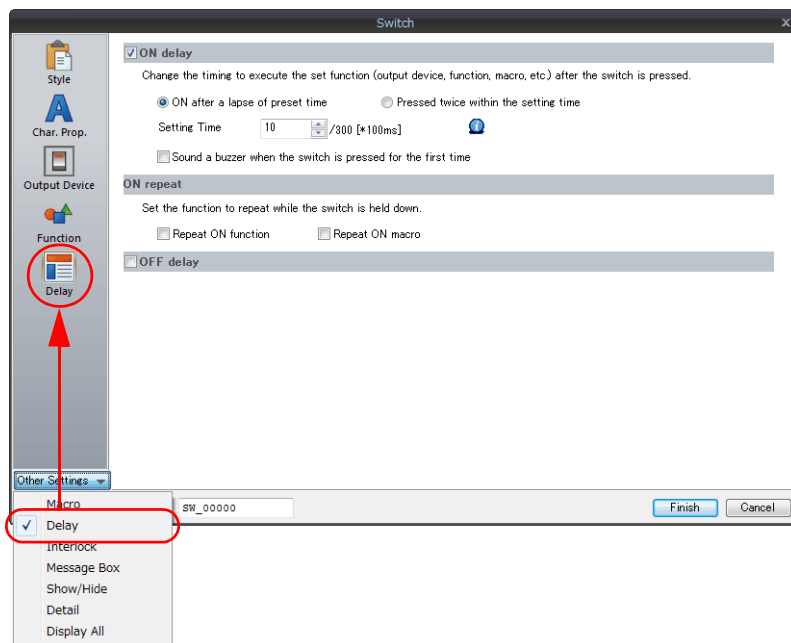 Switch
x
Style
Char. Prop.
Output Device
Function
Delay
ON delay
Change the timing to execute the set function (output device, function, macro, etc.) after the switch is pressed.
ON after a lapse of preset time
Pressed twice within the setting time
Setting Time
10
/300 [*100ms]
Sound a buzzer when the switch is pressed for the first time
ON repeat
Set the function to repeat while the switch is held down.
Repeat ON function
Repeat ON macro
OFF delay
Other Settings
SW_00000
Finish
Cancel
Macro
Delay
Interlock
Message Box
Show/Hide
Detail
Display All